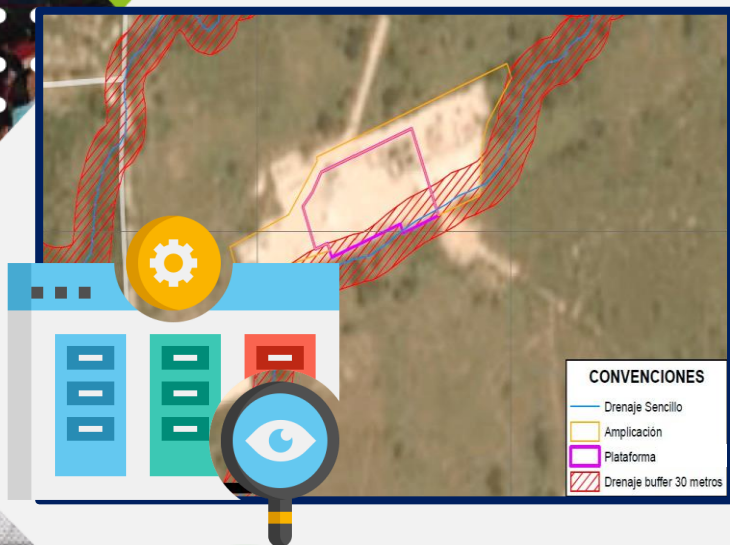 CONVENCIONES
Drenaje Sencillo
Amplicación
Plataforma
Drenaje buffer 30 metros